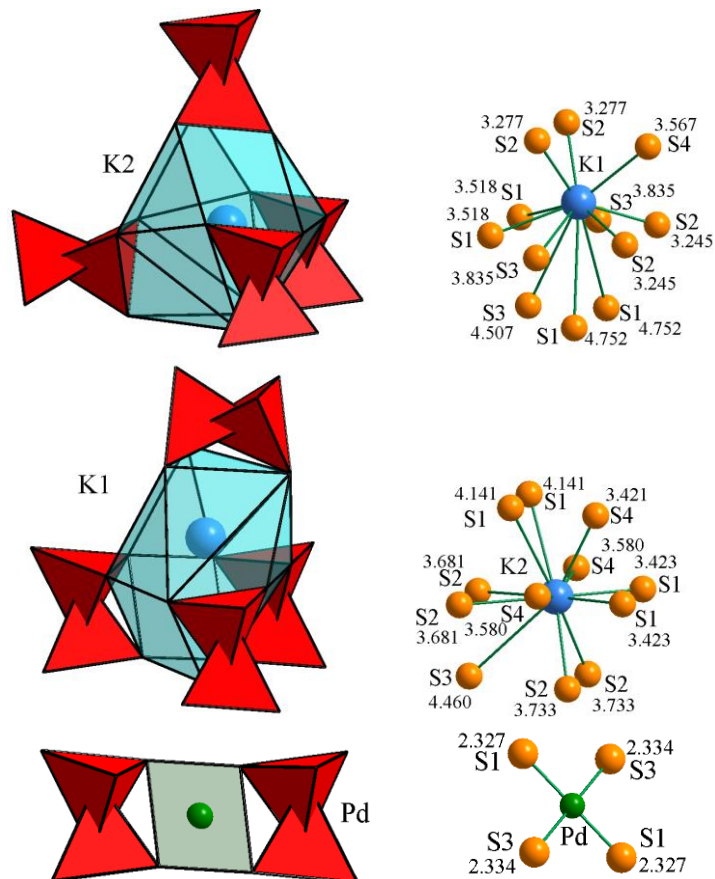 K2
3.277
3.277
S2
S2
3.567
S4
K1
3.518
S1
S3
3.835
3.518
S1
S2
3.245
S3
3.835
S2
3.245
S3
4.507
S1
S1
4.752
4.752
K1
4.141
4.141
S1
S1
3.421
S4
3.580
S4
K2
3.681
S2
3.423
S1
S2
3.681
3.580
S4
S1
3.423
S3
4.460
S2
3.733
S2
3.733
Pd
2.327
S1
2.334
S3
Pd
S3
2.334
S1
2.327